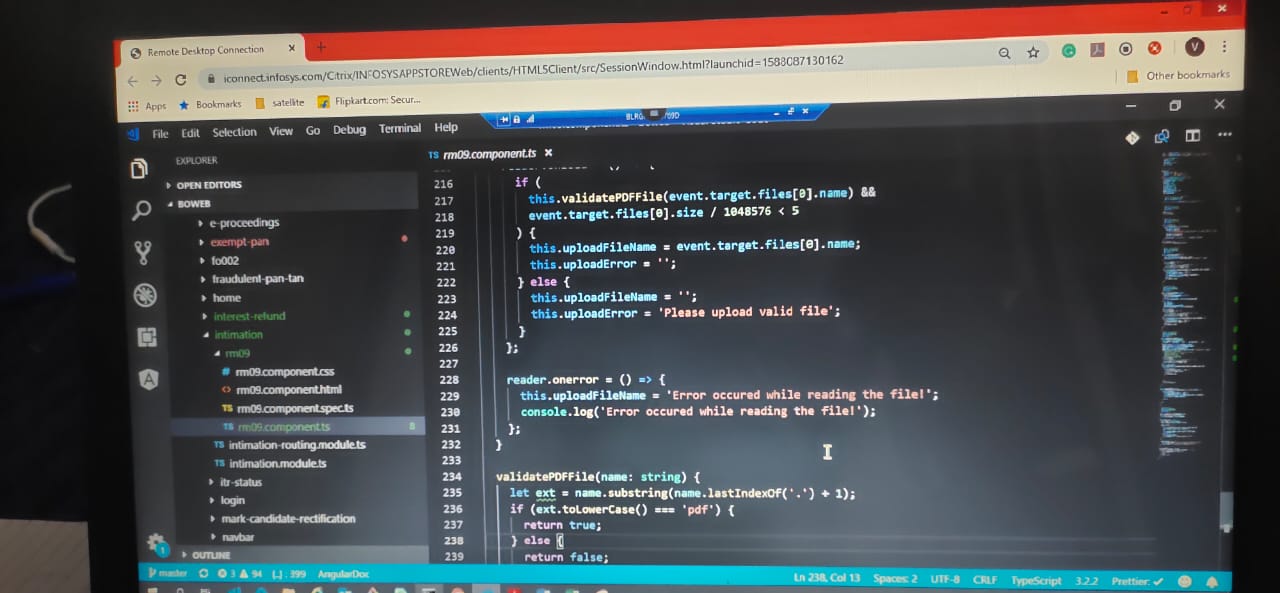 Remote Desktop Connection
iconnect.infosys.com/Citrix/INFOSYSAPPSTOREWeb/clients/HTML5Client/src/SessionWindow.html?launchid=1588087130162
V
Apps Bookmarks satellite Flipkart.com: Secur...
Other bookmarks
File Edit Selection View Go Debug Terminal Help
EXPLORER
TS rm09.component.ts
OPEN EDITORS
BOWEB
e-proceedings
exempt-pan
fo002
fraudulent-pan-tan
home
interest-refund
intimation
rm09
# rm09.component.css
<> rm09.component.html
TS rm09.component.spec.ts
TS rm09.component.ts 8
TS intimation-routing.module.ts
TS intimation.module.ts
itr-status
login
mark-candidate-rectification
navbar
OUTLINE
216 if (
217 this.validatePDFFile(event.target.files[0].name) &&
218 event.target.files[0].size / 1048576 < 5
219 ) {
220 this.uploadFileName = event.target.files[0].name;
221 this.uploadError = '';
222 } else {
223 this.uploadFileName = '';
224 this.uploadError = 'Please upload valid file';
225 }
226 };
227
228 reader.onerror = () => {
229 this.uploadFileName = 'Error occured while reading the file!';
230 console.log('Error occured while reading the file!');
231 };
232 }
233
234 validatePDFFile(name: string) {
235 let ext = name.substring(name.lastIndexOf('.') + 1);
236 if (ext.toLowerCase() === 'pdf') {
237 return true;
238 } else {
239 return false;
master 3 94 399 AngularDoc
Ln 238, Col 13 Spaces: 2 UTF-8 CRLF TypeScript 3.2.2 Prettier: ✓